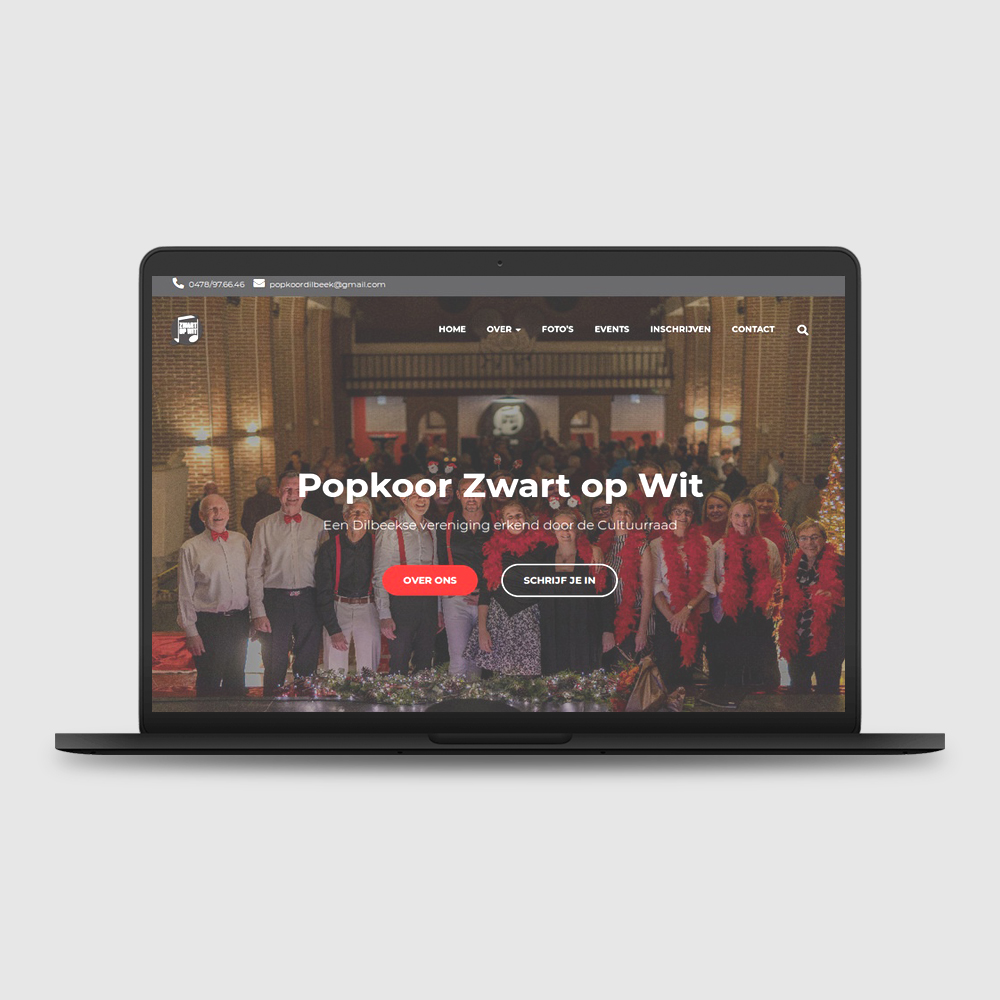 0478/97.66.46 popkoordilbeek@gmail.com
ZWART
OP WIT
HOME OVER FOTO'S EVENTS INSCHRIJVEN CONTACT
Popkoor Zwart op Wit
Een Dilbeekse vereniging erkend door de Cultuurraad
OVER ONS SCHRIJF JE IN